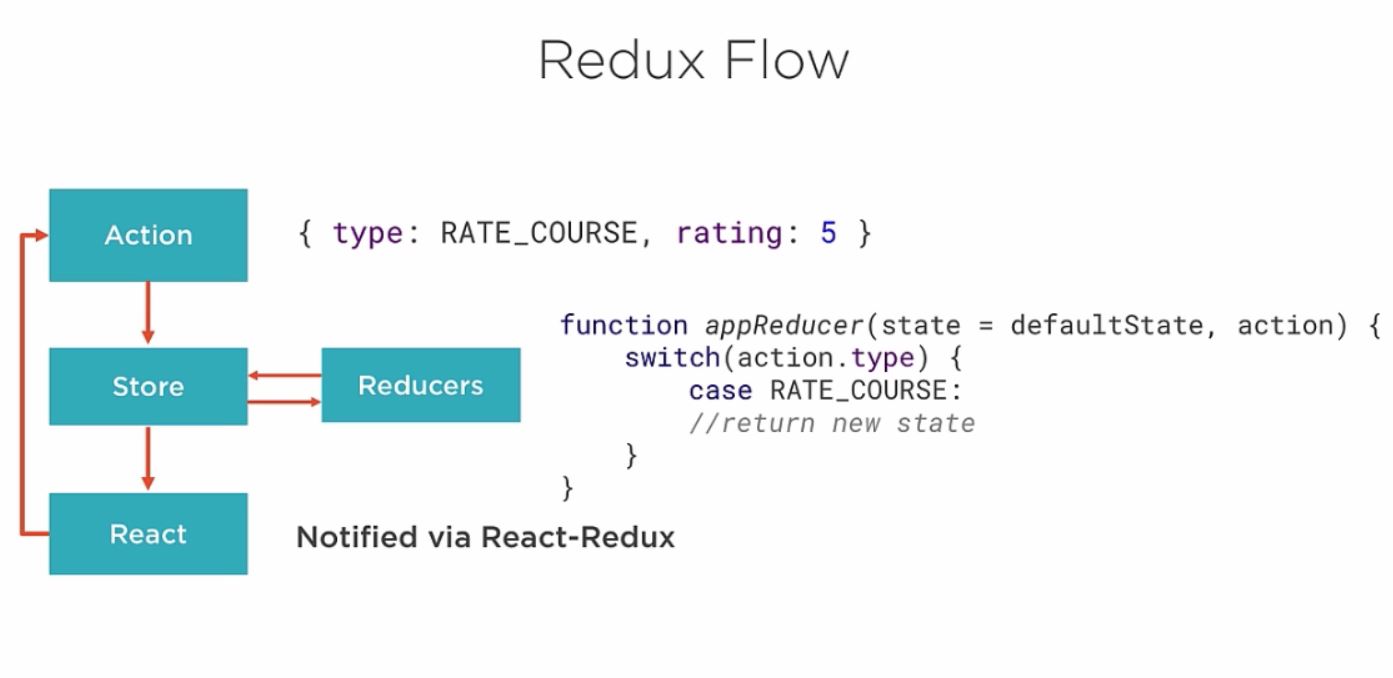 Redux Flow
Action
{ type: RATE_COURSE, rating: 5 }
Store
Reducers
function appReducer(state = defaultState, action) {
    switch(action.type) {
        case RATE_COURSE:
        //return new state
    }
}
React
Notified via React-Redux